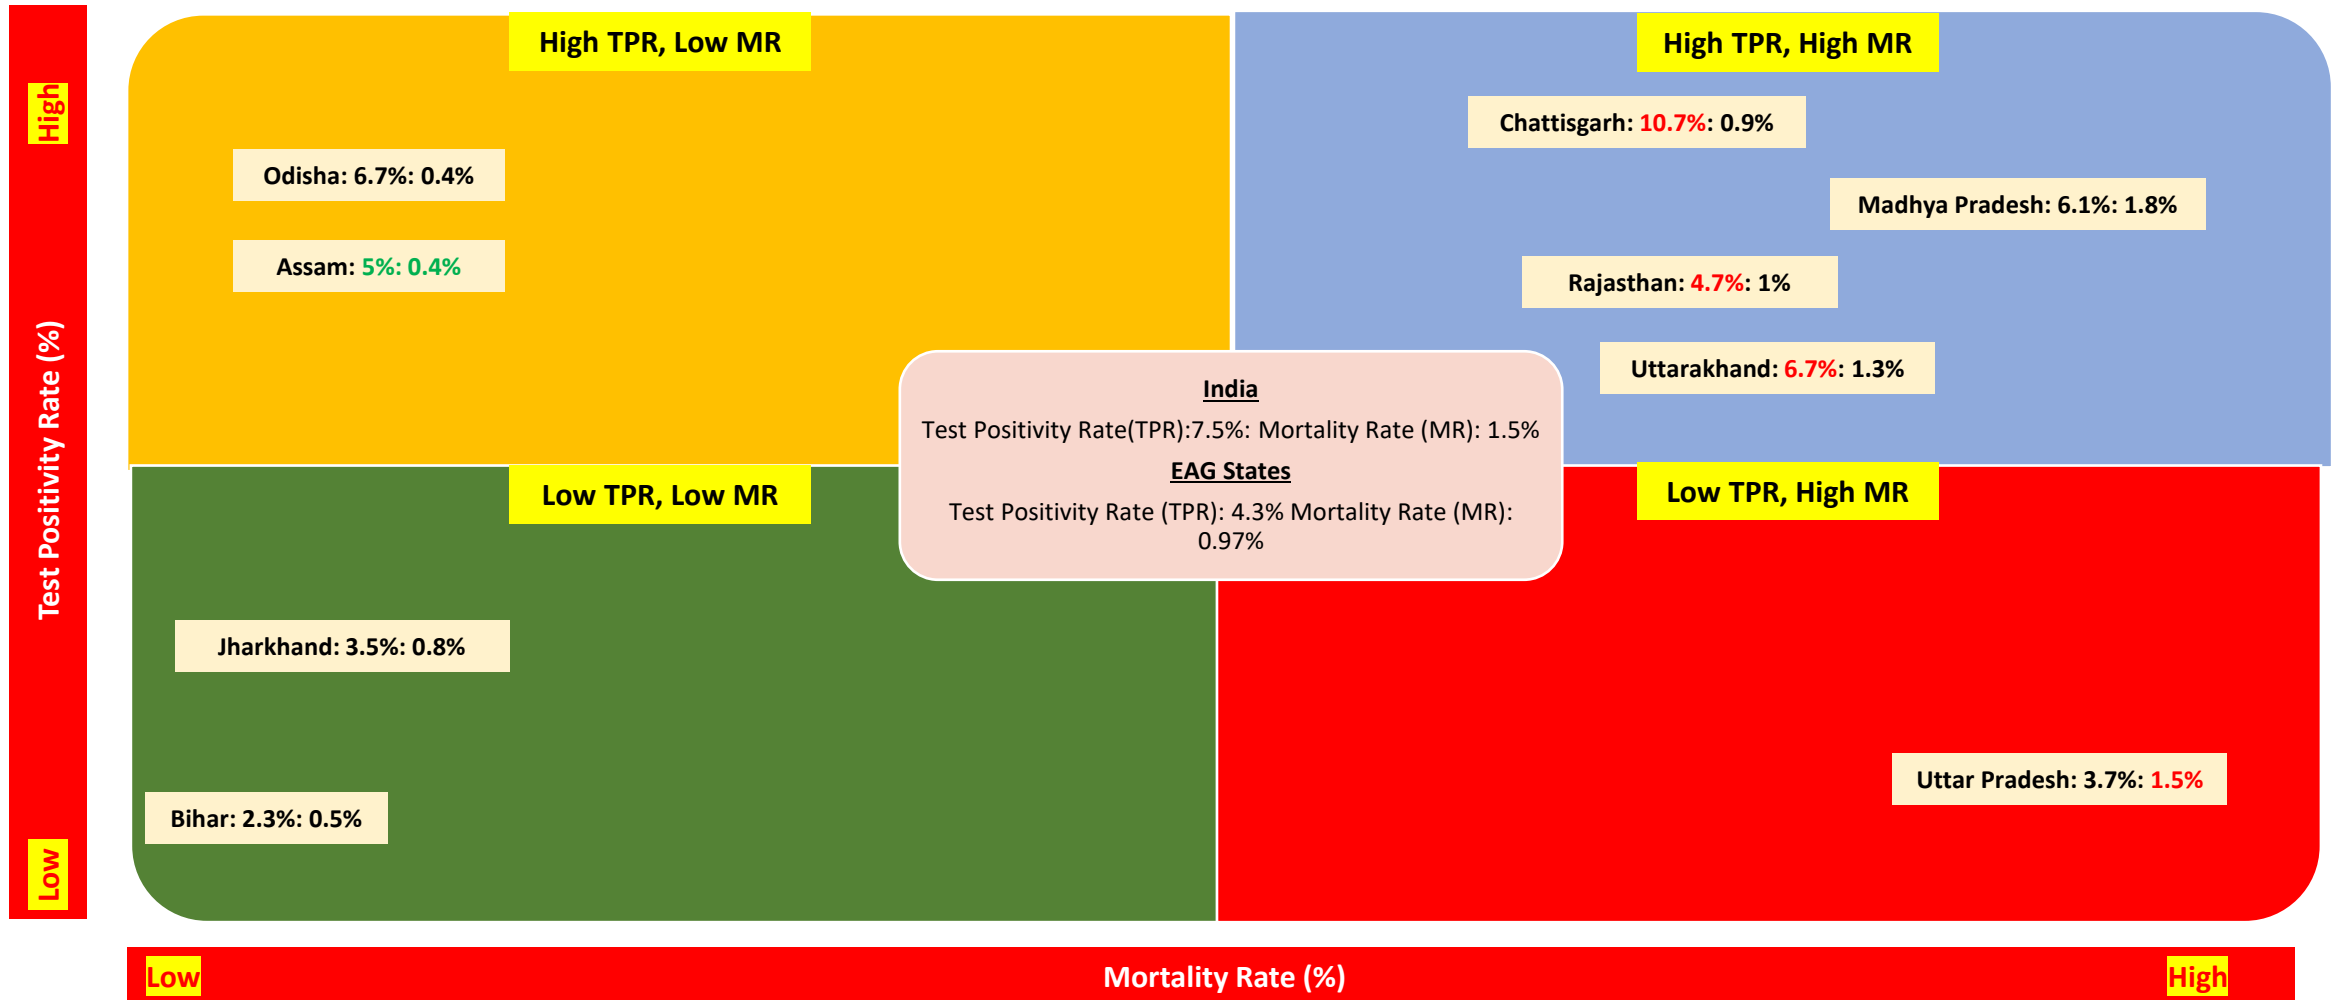 High TPR, Low MR
High TPR, High MR
High
Chattisgarh: 10.7%: 0.9%
Odisha: 6.7%: 0.4%
Madhya Pradesh: 6.1%: 1.8%
Assam: 5%: 0.4%
Rajasthan: 4.7%: 1%
Uttarakhand: 6.7%: 1.3%
Test Positivity Rate (%)
India
Test Positivity Rate(TPR):7.5%: Mortality Rate (MR): 1.5%
EAG States
Test Positivity Rate (TPR): 4.3% Mortality Rate (MR):
0.97%
Low TPR, Low MR
Low TPR, High MR
Jharkhand: 3.5%: 0.8%
Uttar Pradesh: 3.7%: 1.5%
Bihar: 2.3%: 0.5%
Low
Low
Mortality Rate (%)
High